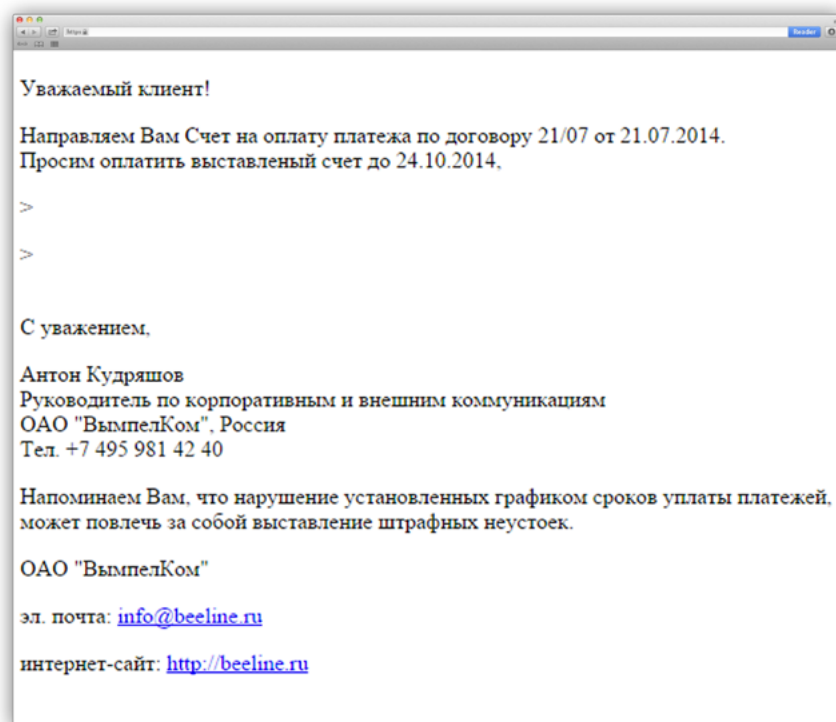 Reader
Уважаемый клиент!
Направляем Вам Счет на оплату платежа по договору 21/07 от 21.07.2014.
Просим оплатить выставленый счет до 24.10.2014,
>
>
С уважением,
Антон Кудряшов
Руководитель по корпоративным и внешним коммуникациям
ОАО "ВымпелКом", Россия
Тел. +7 495 981 42 40
Напоминаем Вам, что нарушение установленных графиком сроков уплаты платежей,
может повлечь за собой выставление штрафных неустоек.
ОАО "ВымпелКом"
эл. почта: info@beeline.ru
интернет-сайт: http://beeline.ru